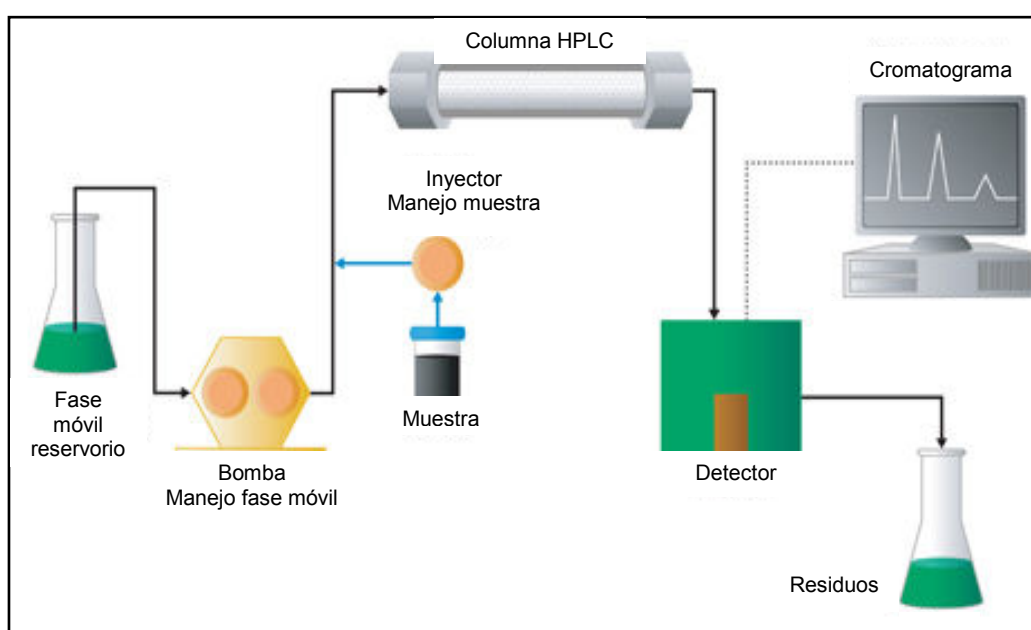 Columna HPLC
Cromatograma
Inyector
Manejo muestra
Fase
móvil
reservorio
Muestra
Bomba
Manejo fase móvil
Detector
Residuos